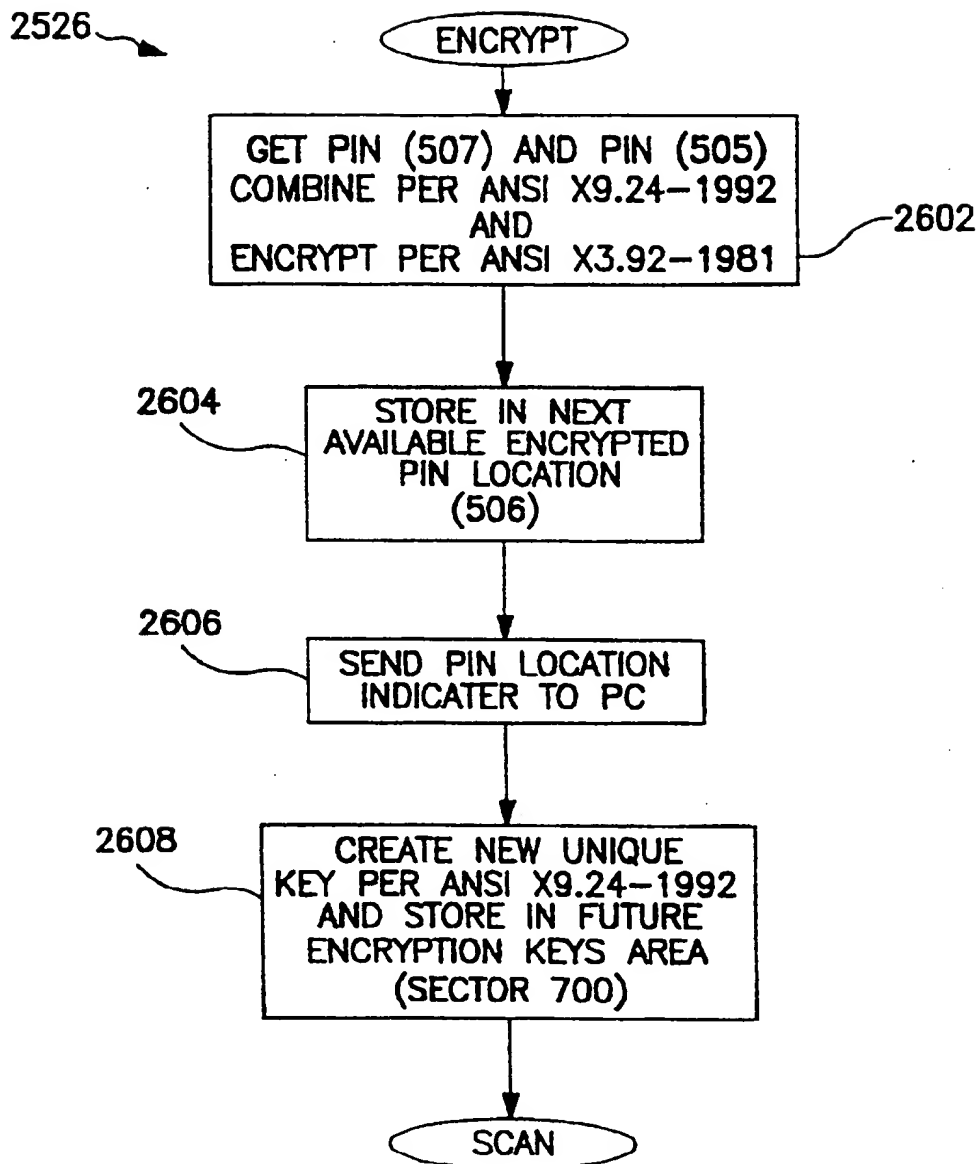 2526
ENCRYPT
GET PIN (507) AND PIN (505)
COMBINE PER ANSI X9.24-1992
AND
ENCRYPT PER ANSI X3.92-1981
2602
2604
STORE IN NEXT
AVAILABLE ENCRYPTED
PIN LOCATION
(506)
2606
SEND PIN LOCATION
INDICATER TO PC
2608
CREATE NEW UNIQUE
KEY PER ANSI X9.24-1992
AND STORE IN FUTURE
ENCRYPTION KEYS AREA
(SECTOR 700)
SCAN